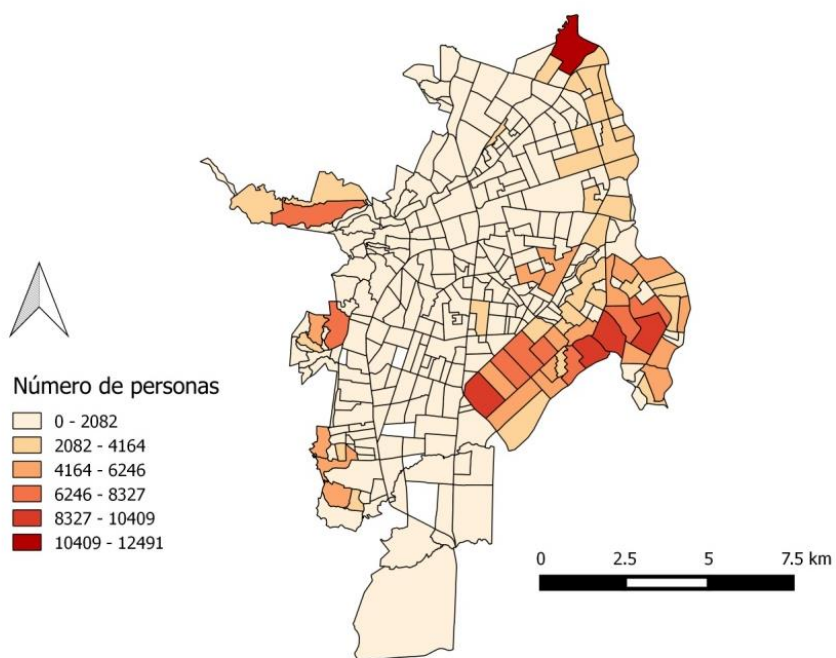 Número de personas
0 - 2082
2082 - 4164
4164 - 6246
6246 - 8327
8327 - 10409
10409 - 12491
0 2.5 5 7.5 km